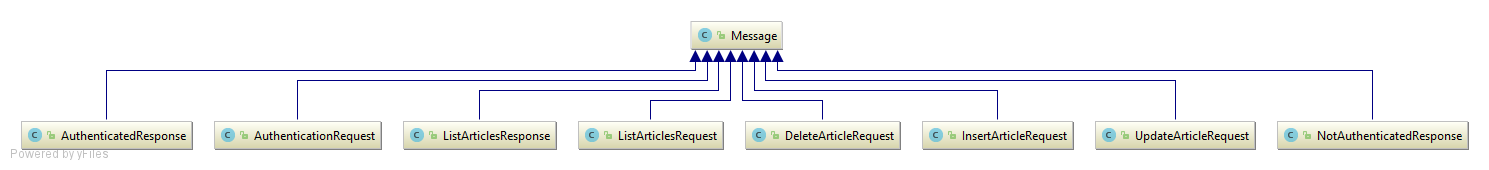 C Message
C AuthenticatedResponse
C AuthenticationRequest
C ListArticlesResponse
C ListArticlesRequest
C DeleteArticleRequest
C InsertArticleRequest
C UpdateArticleRequest
C NotAuthenticatedResponse
Powered by yFiles